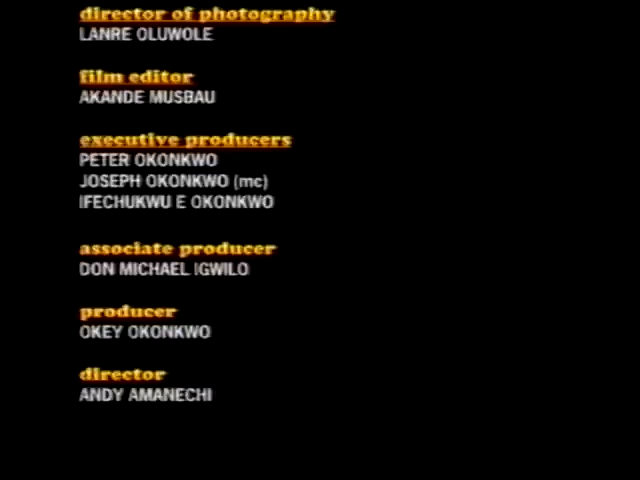 director of photography
LANRE OLUWOLE
film editor
AKANDE MUSBAU
executive producers
PETER OKONKWO
JOSEPH OKONKWO (mc)
IFECHUKWU E OKONKWO
associate producer
DON MICHAEL IGWILO
producer
OKEY OKONKWO
director
ANDY AMANECHI